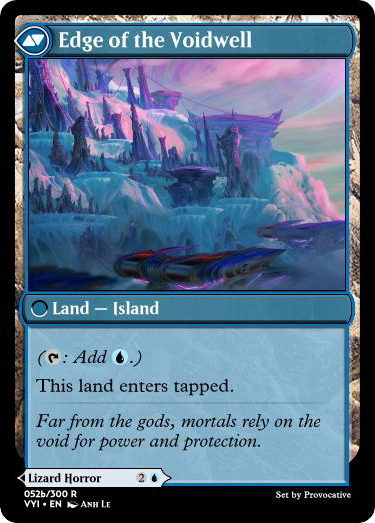 Edge of the Voidwell
Land — Island
(: Add .)
This land enters tapped.
Far from the gods, mortals rely on the
void for power and protection.
Lizard Horror 2
052b/300 R
VYI • EN Anh Le
Set by Provocative